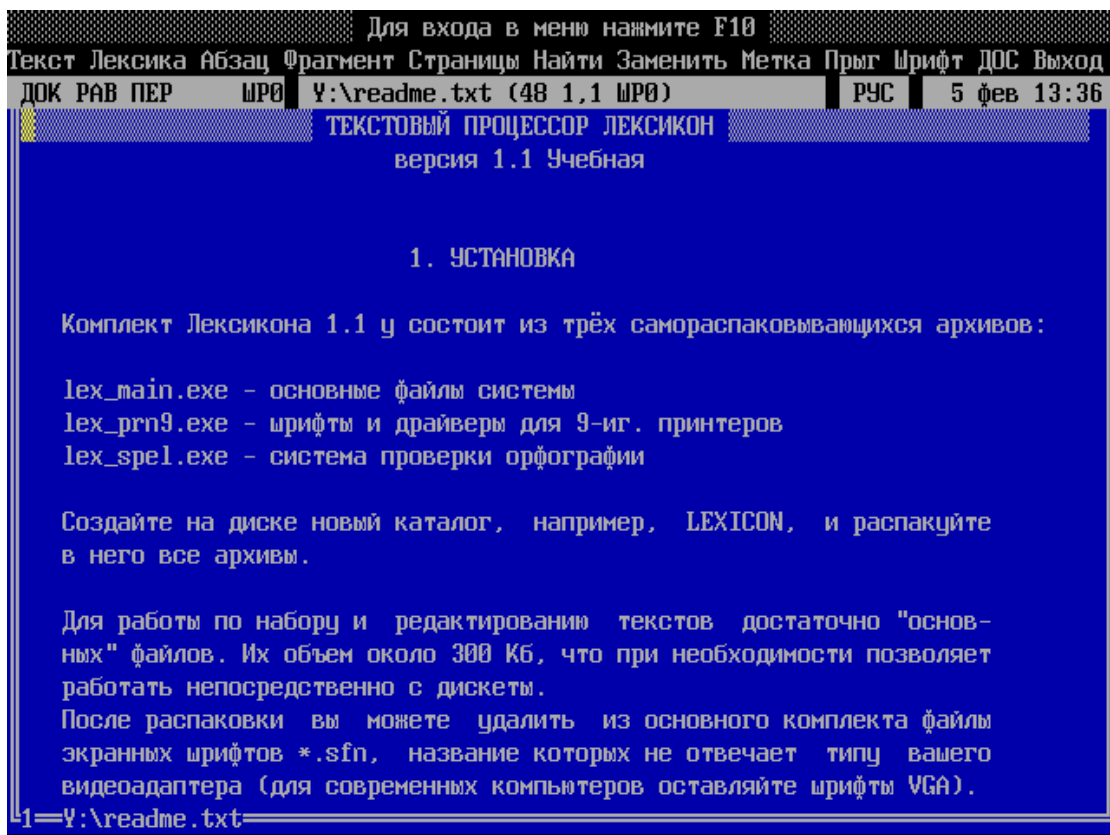 Для входа в меню нажмите F10
Текст Лексика Абзац Фрагмент Страницы Найти Заменить Метка Прыг Шрифт ДОС Выход
ДОК РАВ ПЕР ШР0 Y:\readme.txt (48 1,1 ШР0) РУС 5 фев 13:36
ТЕКСТОВЫЙ ПРОЦЕССОР ЛЕКСИКОН
версия 1.1 Учебная
1. УСТАНОВКА
Комплект Лексикона 1.1 у состоит из трёх самораспаковывающихся архивов:
lex_main.exe - основные файлы системы
lex_prn9.exe - шрифты и драйверы для 9-иг. принтеров
lex_spel.exe - система проверки орфографии
Создайте на диске новый каталог, например, LEXICON, и распакуйте
в него все архивы.
Для работы по набору и редактированию текстов достаточно "основ-
ных" файлов. Их объем около 300 Кб, что при необходимости позволяет
работать непосредственно с дискеты.
После распаковки вы можете удалить из основного комплекта файлы
экранных шрифтов *.sfn, название которых не отвечает типу вашего
видеоадаптера (для современных компьютеров оставляйте шрифты VGA).
1=Y:\readme.txt